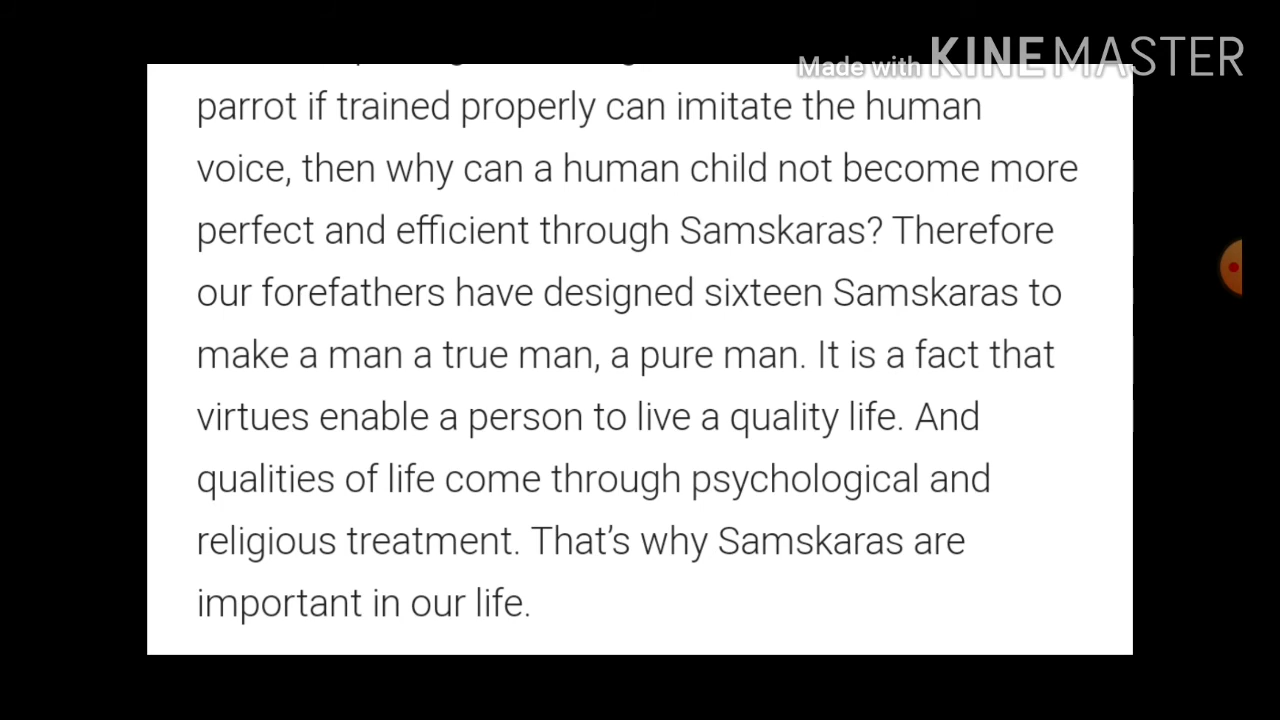 Made with KINEMASTER
parrot if trained properly can imitate the human
voice, then why can a human child not become more
perfect and efficient through Samskaras? Therefore
our forefathers have designed sixteen Samskaras to
make a man a true man, a pure man. It is a fact that
virtues enable a person to live a quality life. And
qualities of life come through psychological and
religious treatment. That’s why Samskaras are
important in our life.